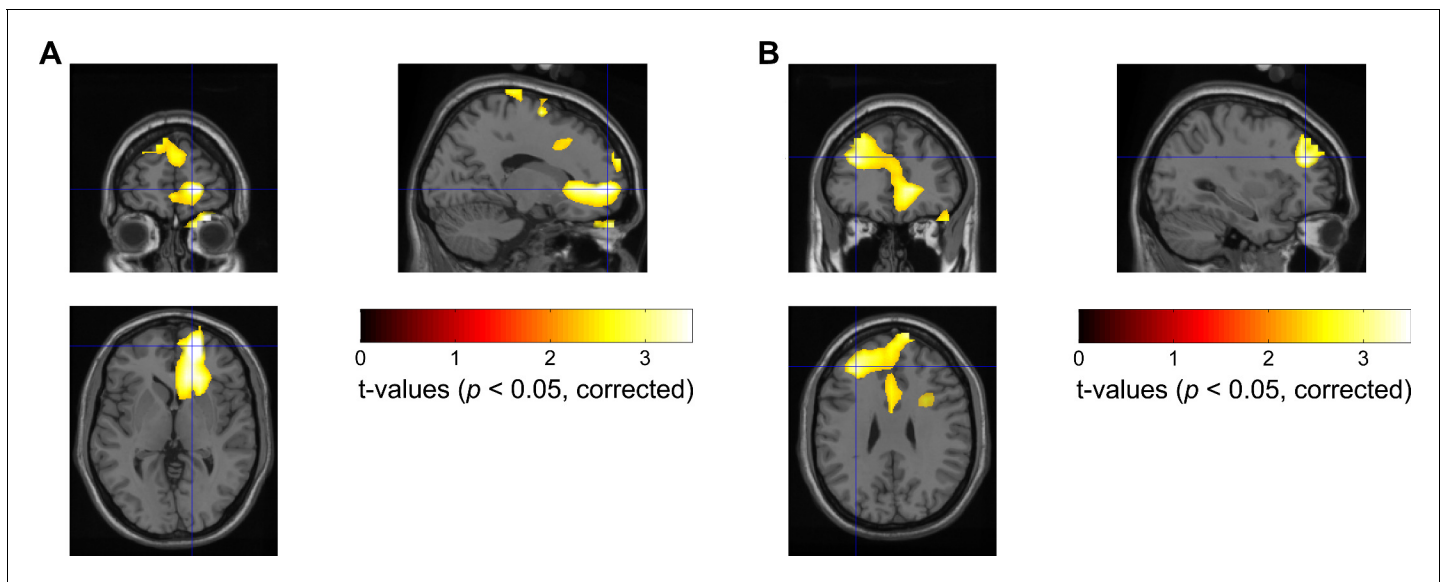 A
B
0 1 2 3
t-values (p < 0.05, corrected)
0 1 2 3
t-values (p < 0.05, corrected)